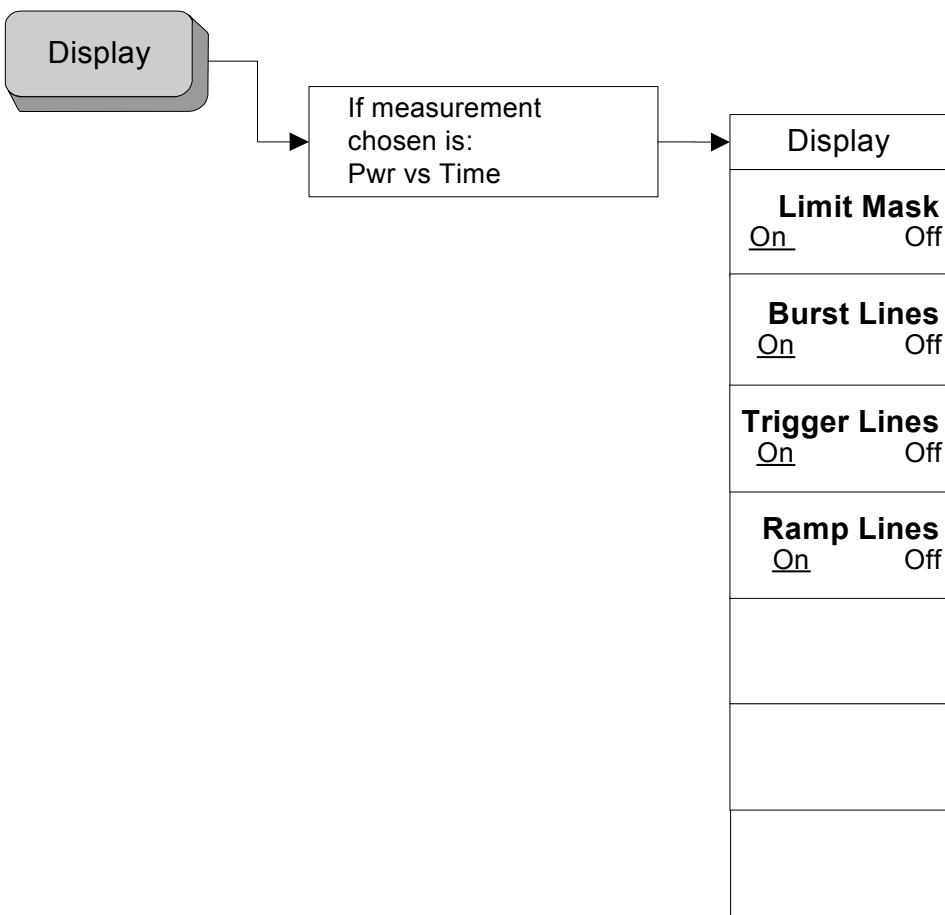 Display
If measurement
chosen is:
Pwr vs Time
Display
Limit Mask
On Off
Burst Lines
On Off
Trigger Lines
On Off
Ramp Lines
On Off